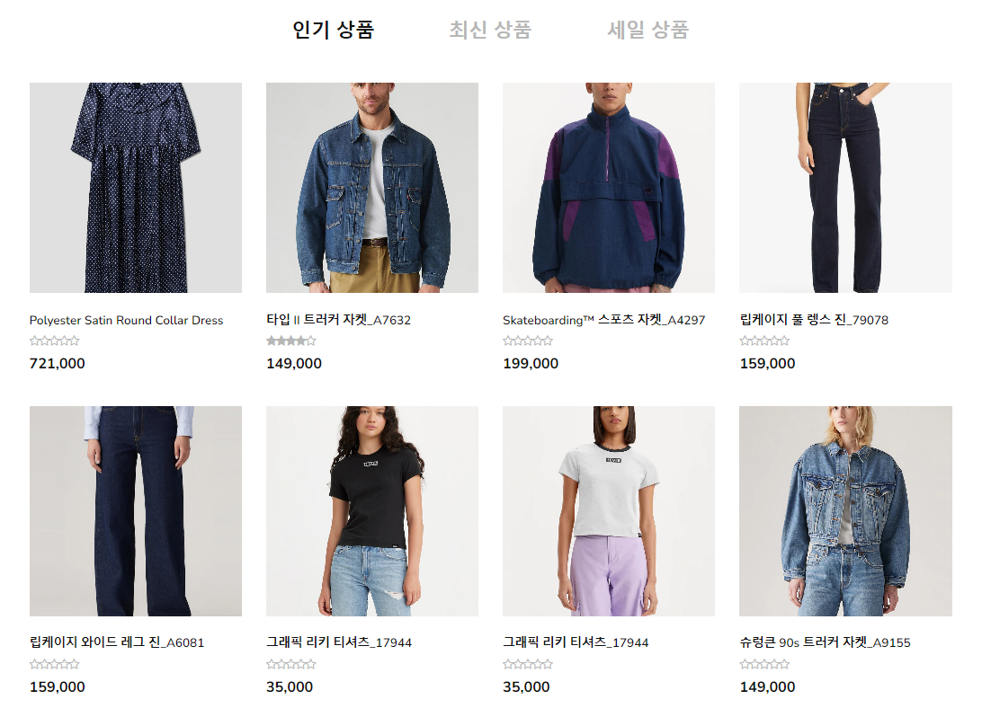 인기 상품
최신 상품
세일 상품
Polyester Satin Round Collar Dress
721,000
타입 II 트러커 자켓_A7632
149,000
Skateboarding™ 스포츠 자켓_A4297
199,000
립케이지 풀 렝스 진_79078
159,000
립케이지 와이드 레그 진_A6081
159,000
그래픽 리키 티셔츠_17944
35,000
그래픽 리키 티셔츠_17944
35,000
슈렁큰 90s 트러커 자켓_A9155
149,000